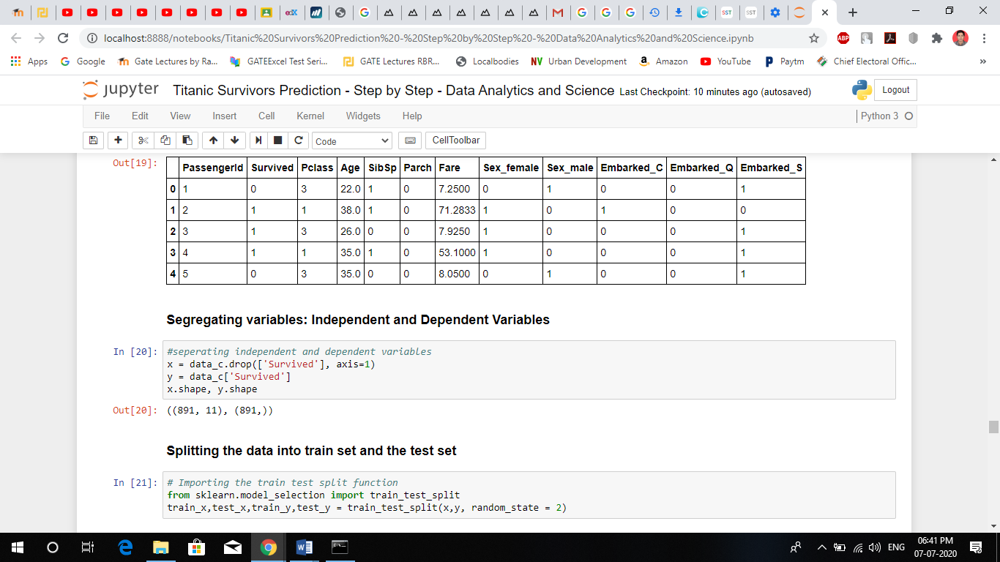 edX
SST
SST
localhost:8888/notebooks/Titanic%20Survivors%20Prediction%20-%20Step%20by%20Step%20-%20Data%20Analytics%20and%20Science.ipynb
ABP
Apps
Google
Gate Lectures by Ra...
GATEExcel Test Seri...
GATE Lectures RBR...
Localbodies
NV Urban Development
Amazon
YouTube
Paytm
Chief Electoral Offic...
»
jupyter Titanic Survivors Prediction - Step by Step - Data Analytics and Science Last Checkpoint: 10 minutes ago (autosaved)
Logout
File Edit View Insert Cell Kernel Widgets Help
Python 3
Code
CellToolbar
Out[19]:
PassengerId Survived Pclass Age SibSp Parch Fare Sex_female Sex_male Embarked_C Embarked_Q Embarked_S
0 1 0 3 22.0 1 0 7.2500 0 1 0 0 1
1 2 1 1 38.0 1 0 71.2833 1 0 1 0 0
2 3 1 3 26.0 0 0 7.9250 1 0 0 0 1
3 4 1 1 35.0 1 0 53.1000 1 0 0 0 1
4 5 0 3 35.0 0 0 8.0500 0 1 0 0 1
Segregating variables: Independent and Dependent Variables
In [20]: #seperating independent and dependent variables
x = data_c.drop(['Survived'], axis=1)
y = data_c['Survived']
x.shape, y.shape
Out[20]: ((891, 11), (891,))
Splitting the data into train set and the test set
In [21]: # Importing the train test split function
from sklearn.model_selection import train_test_split
train_x,test_x,train_y,test_y = train_test_split(x,y, random_state = 2)
ENG
06:41 PM
07-07-2020